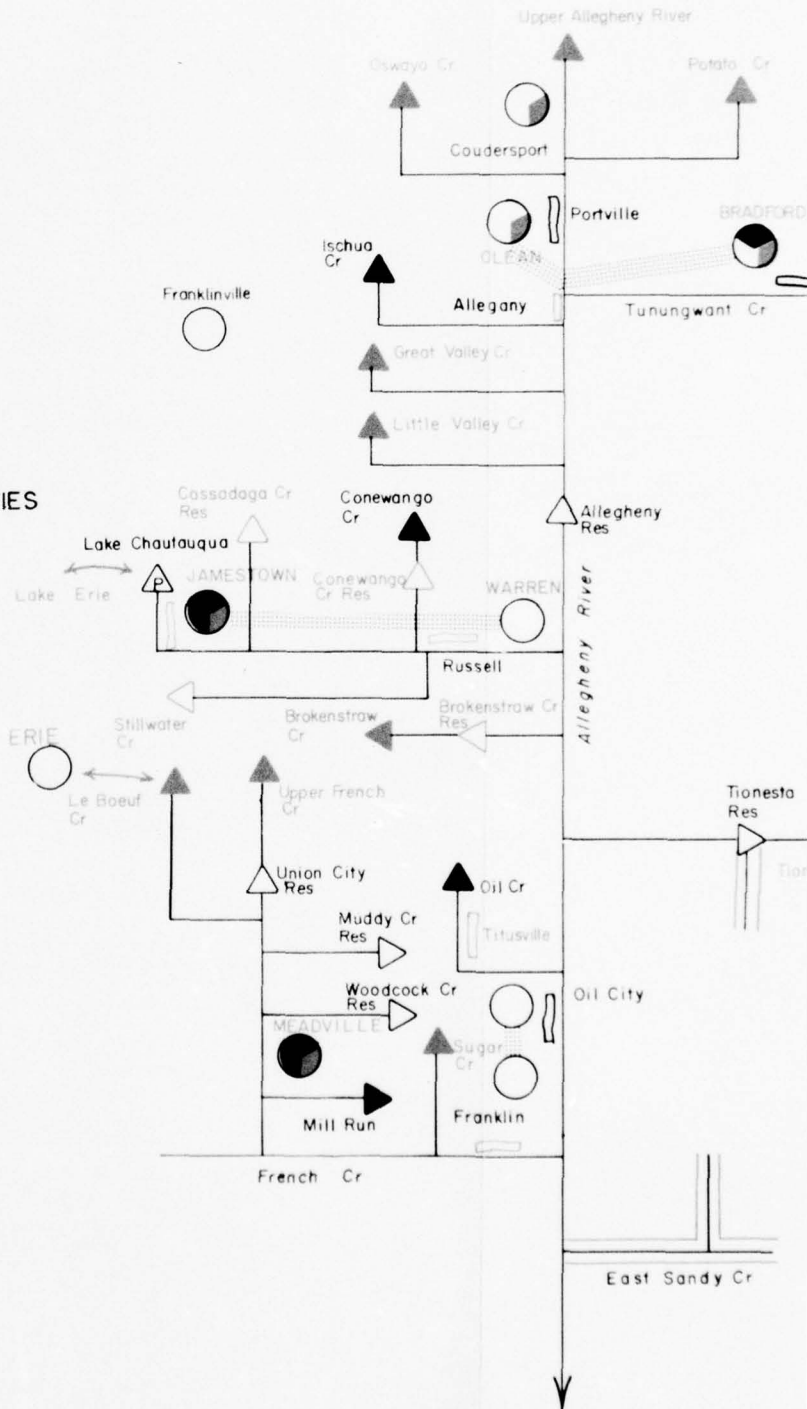 Upper Allegheny River
Oswayo Cr
Potato Cr
Coudersport
Portville
BRADFORD
OLEAN
Ischua
Cr
Franklinville
Allegany
Tunungwant Cr
Great Valley Cr
Little Valley Cr
IES
Cassadaga Cr
Res
Conewango
Cr
Allegheny
Res
Lake Chautauqua
P
JAMESTOWN
Conewango
Cr Res
WARREN
Lake Erie
Allegheny River
Russell
Stillwater
Cr
Brokenstraw
Cr
Brokenstraw Cr
Res
ERIE
Le Boeuf
Cr
Upper French
Cr
Tionesta
Res
Union City
Res
Oil Cr
Tion
Muddy Cr
Res
Titusville
Woodcock Cr
Res
Oil City
MEADVILLE
Sugar
Cr
Mill Run
Franklin
French Cr
East Sandy Cr